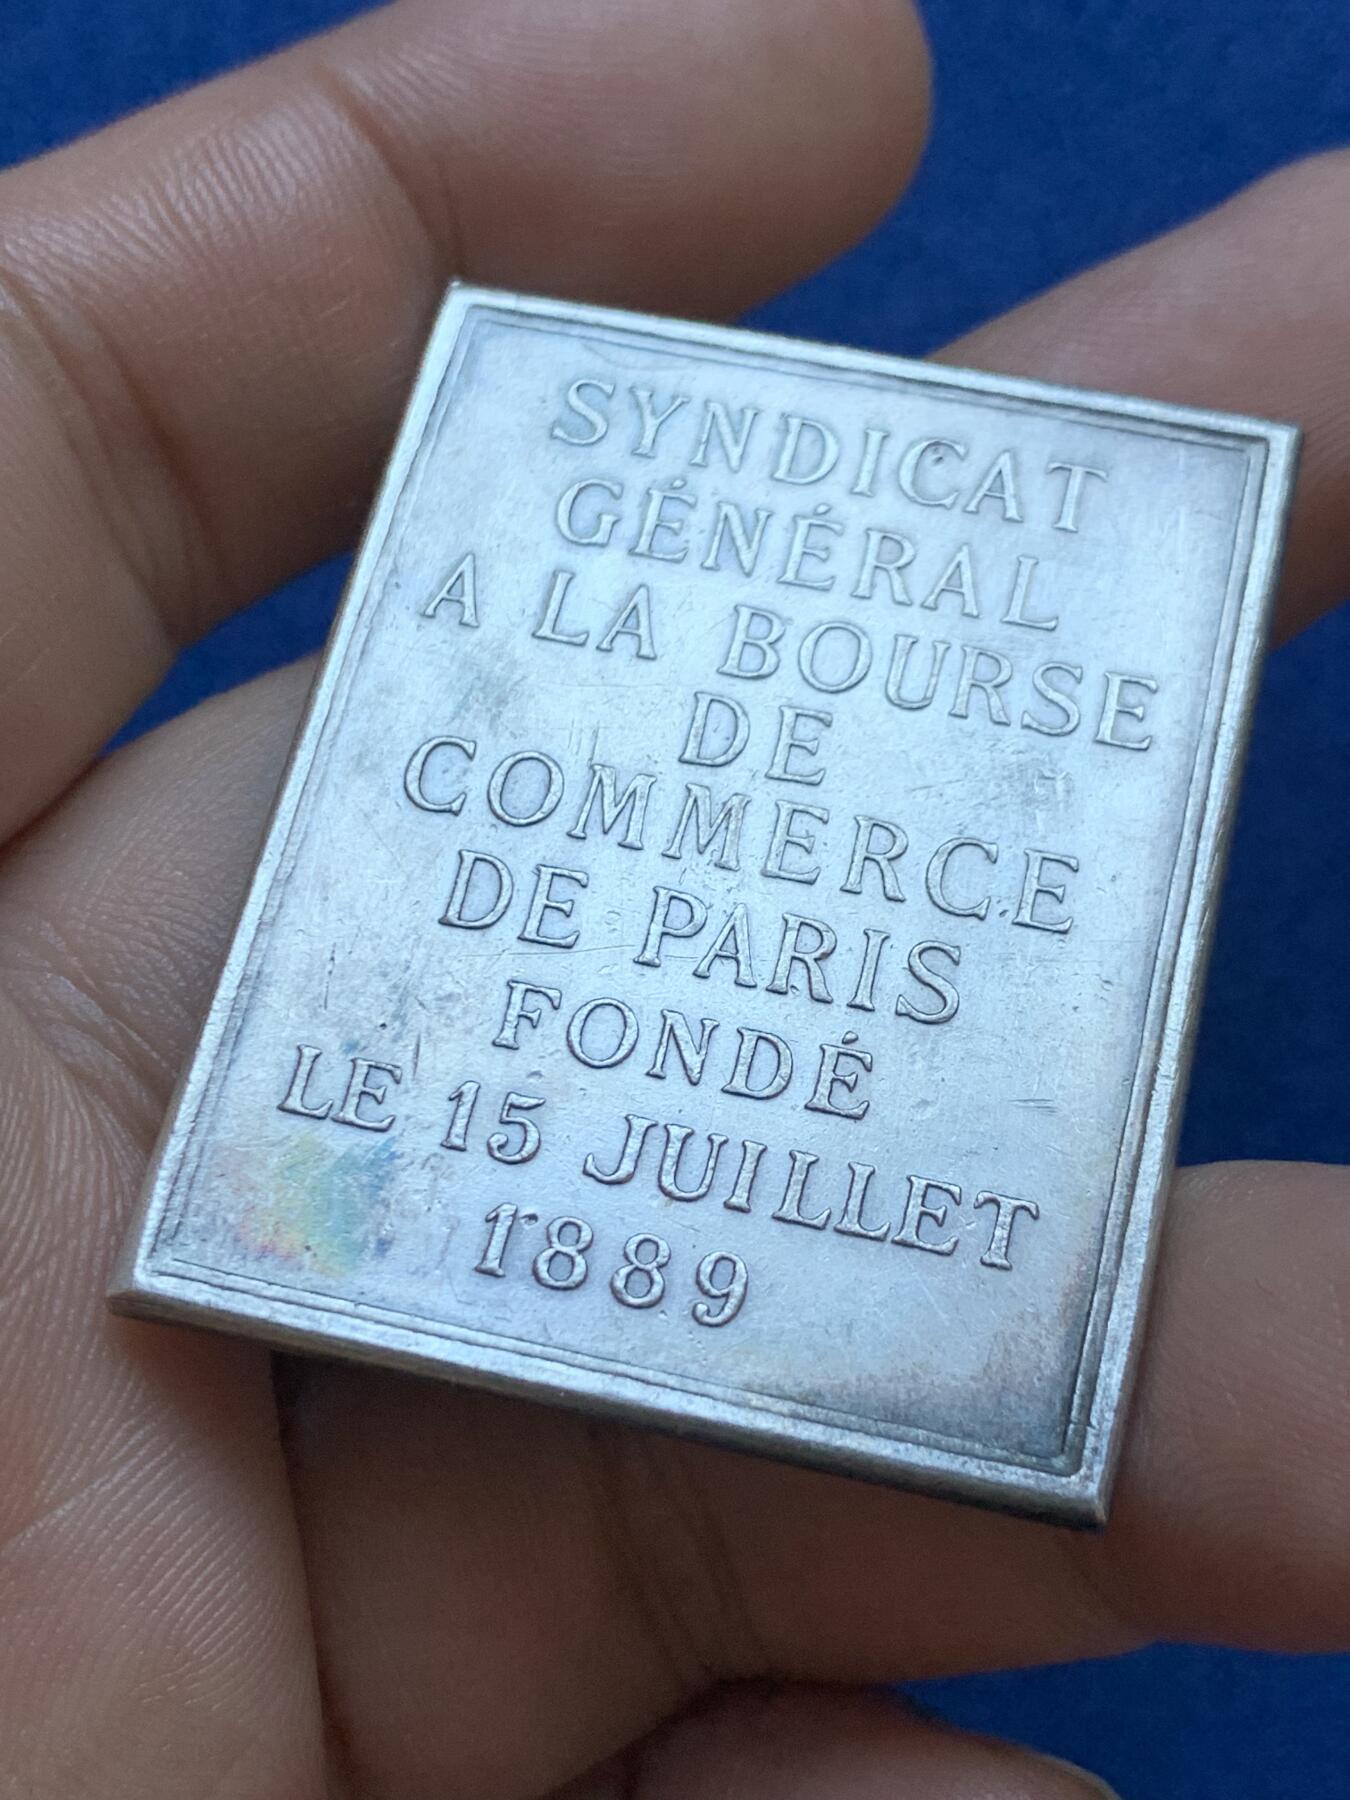 SYNDICAT
GÉNÉRAL
A LA BOURSE
DE
COMMERCE
DE PARIS
FONDÉ
LE 15 JUILLET
1889